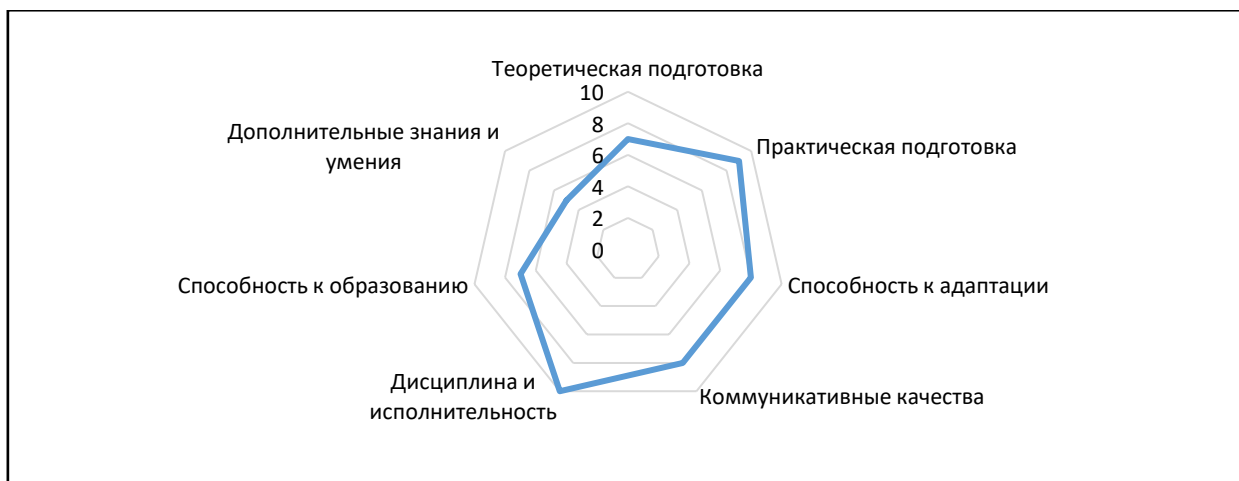 Теоретическая подготовка
10
8
6
4
2
0
Практическая подготовка
Способность к адаптации
Коммуникативные качества
Дисциплина и
исполнительность
Способность к образованию
Дополнительные знания и
умения